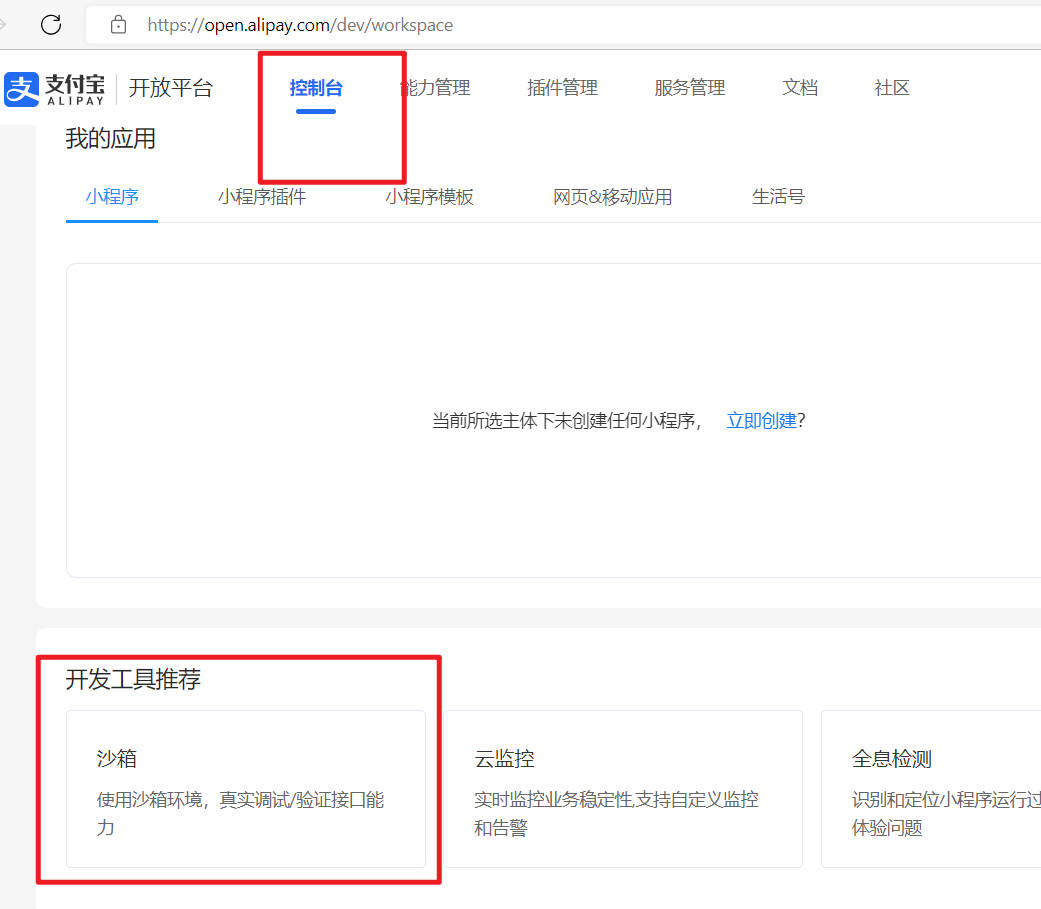 https://open.alipay.com/dev/workspace
支付宝 ALIPAY 开放平台 控制台 能力管理 插件管理 服务管理 文档 社区
我的应用
小程序 小程序插件 小程序模板 网页&移动应用 生活号
当前所选主体下未创建任何小程序， 立即创建?
开发工具推荐
沙箱
使用沙箱环境，真实调试/验证接口能
力
云监控
实时监控业务稳定性,支持自定义监控
和告警
全息检测
识别和定位小程序运行过
体验问题